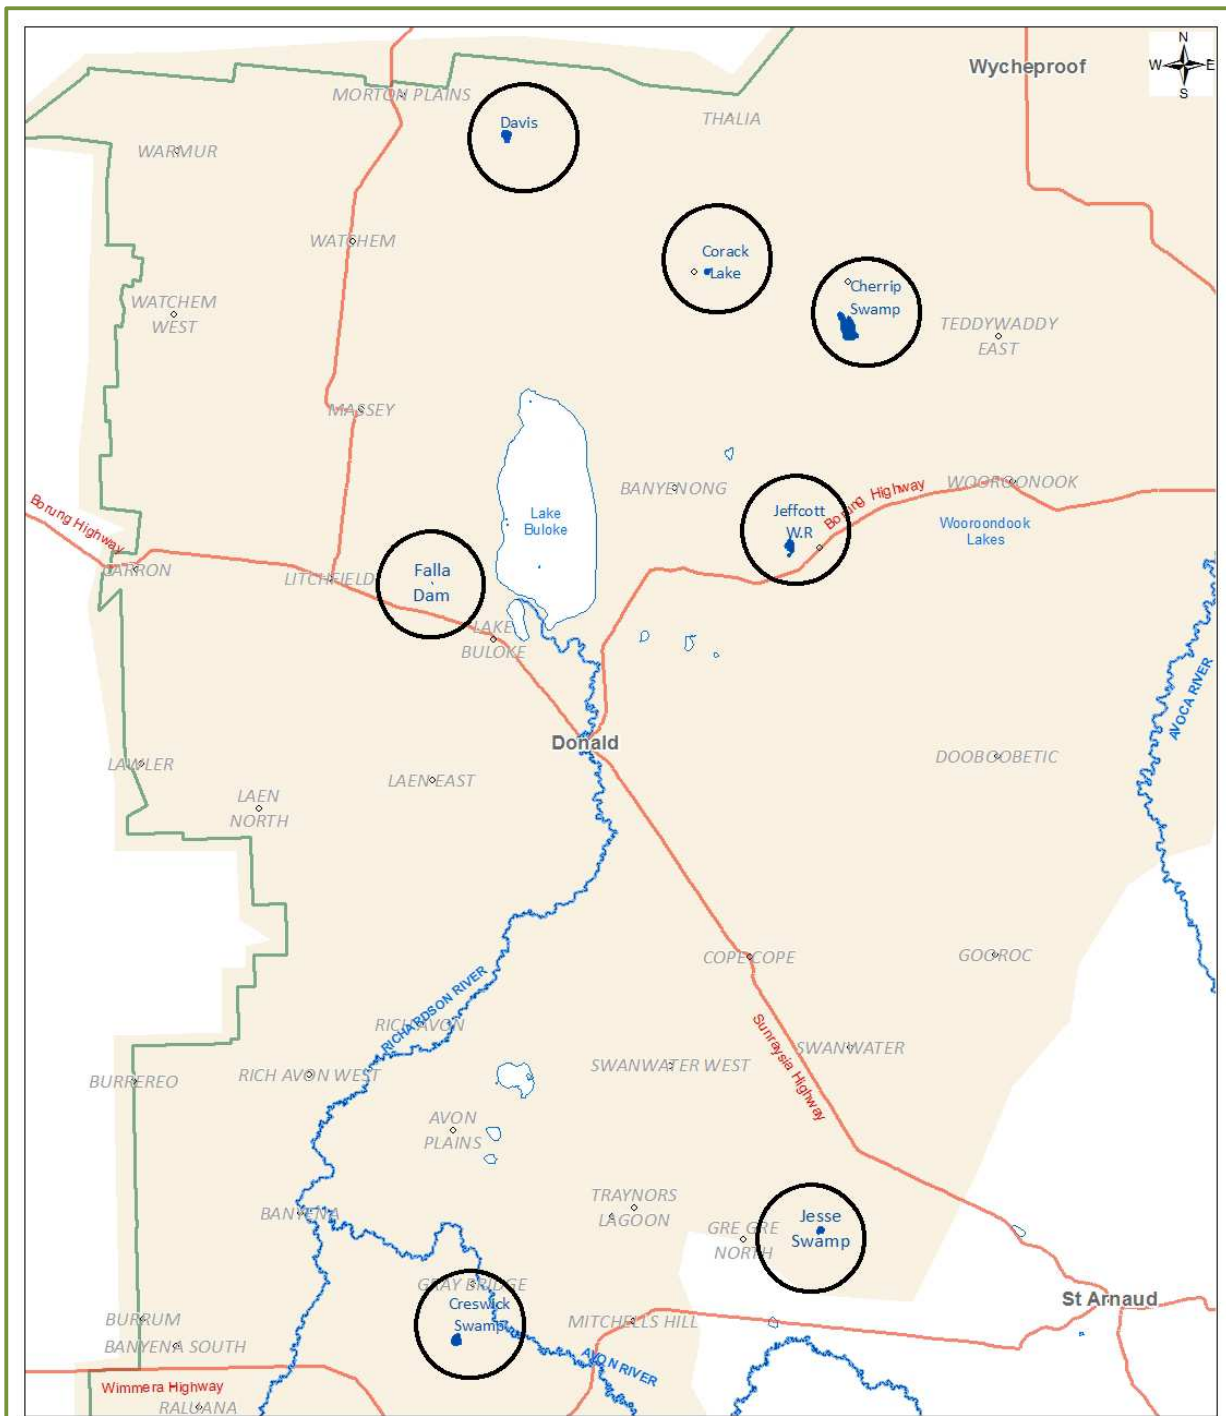 N
W E
S
Wycheproof
MORTON PLAINS
THALIA
Davis
WARMUR
WATCHEM
Corack
Lake
Cherrip
Swamp
WATCHEM
WEST
TEDDYWADDY
EAST
MASSEY
BANYENONG
WOOROONOOK
Borung Highway
Lake
Buloke
Jeffcott
W.R
Borung Highway
Wooroondook
Lakes
CARRON
LITCHFIELD
Falla
Dam
LAKE
BULOKE
AVOCA RIVER
Donald
LAWLER
LAEN EAST
DOOBOOBETIC
LAEN
NORTH
COPE COPE
GOOROC
RICHARDSON RIVER
RICH AVON
Sunraysia Highway
SWANWATER
BURREREO
RICH AVON WEST
SWANWATER WEST
AVON
PLAINS
BANYENA
TRAYNORS
LAGOON
GRE GRE
NORTH
Jesse
Swamp
GRAY BRIDGE
Creswick
Swamp
St Arnaud
BURRUM
MITCHELLS HILL
BANYENA SOUTH
AVON RIVER
Wimmera Highway
RALUANA